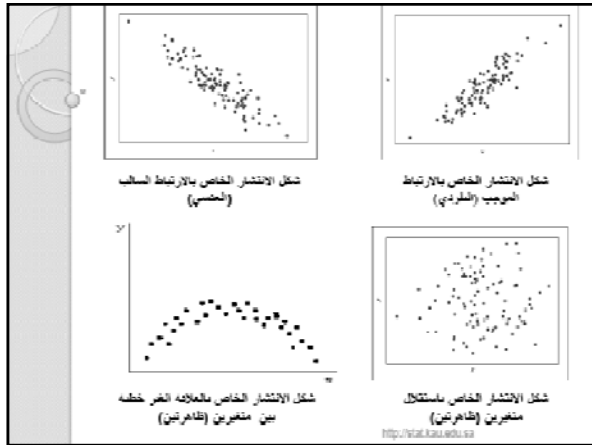 شكل الانتشار الخاص بالارتباط
الموجب (الطردي)
شكل الانتشار الخاص بالارتباط السالب
(العكسي)
شكل الانتشار الخاص باستقلال
متغيرين (ظاهرتين)
شكل الانتشار الخاص بالعلاقة الغير خطية
بين متغيرين (ظاهرتين)
http://stat.kau.edu.sa